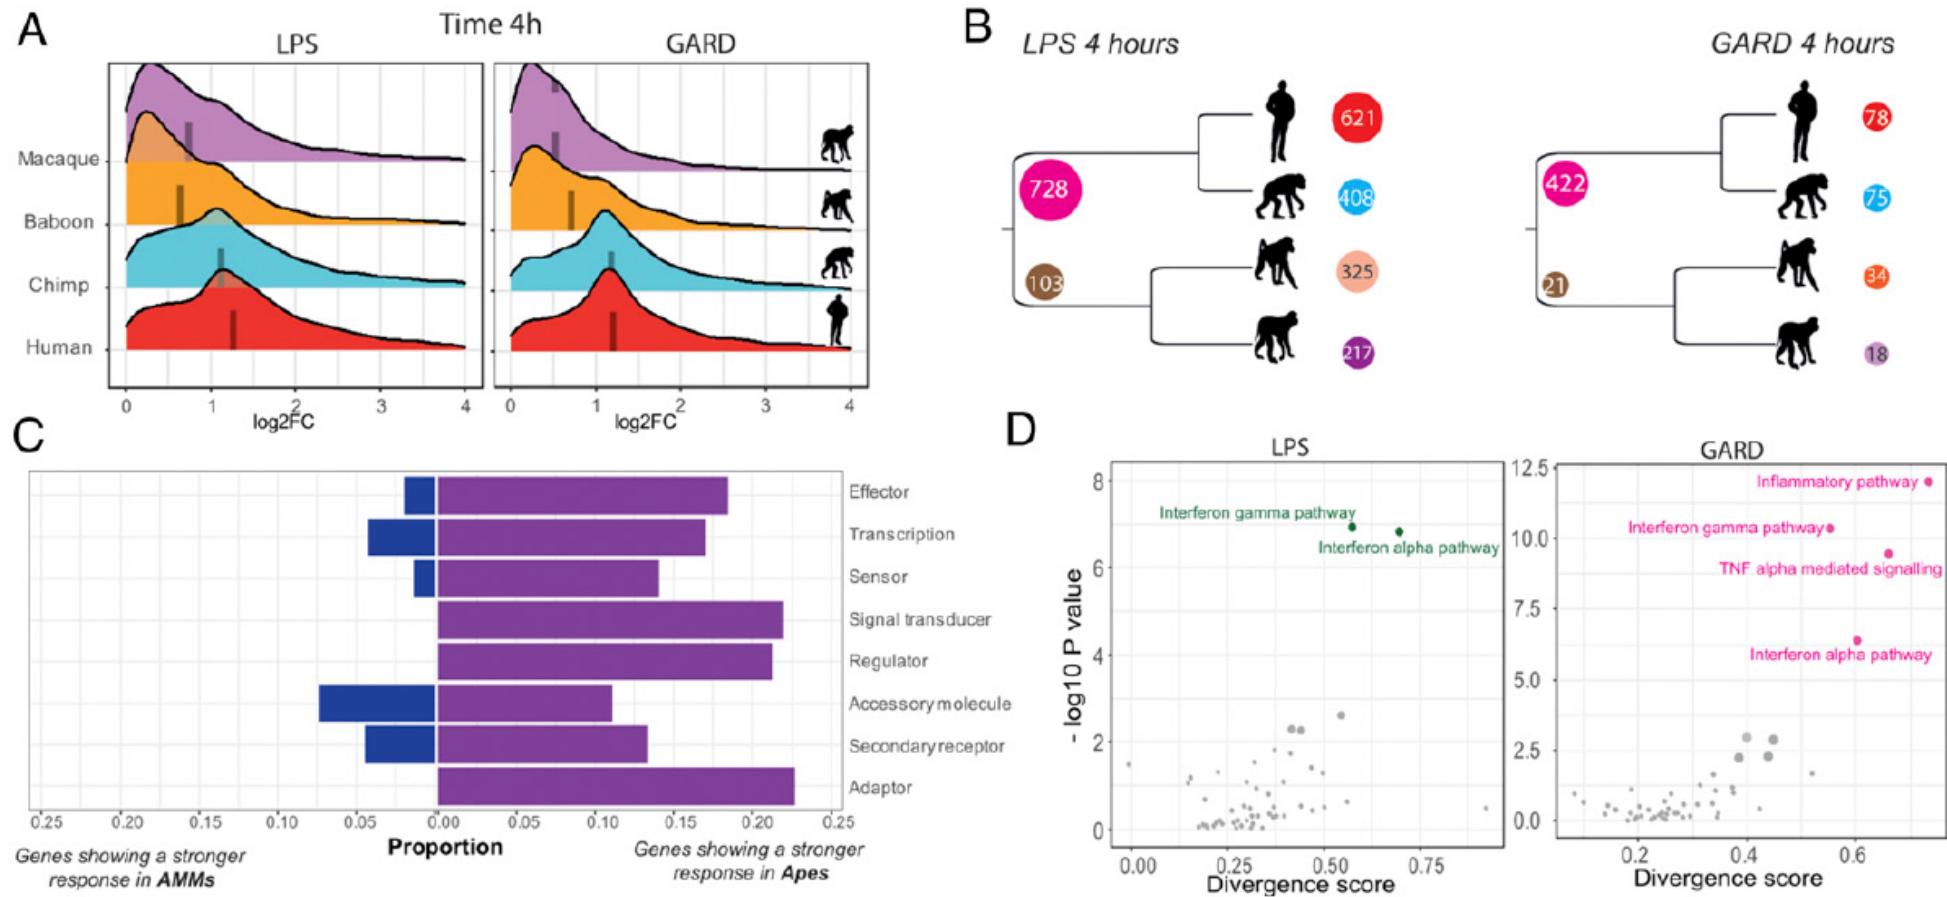 A
Time 4h
LPS
GARD
Macaque
Baboon
Chimp
Human
0
1
2
3
4
0
1
2
3
4
log2FC
log2FC
B
LPS 4 hours
GARD 4 hours
621
728
408
103
325
217
78
422
75
21
34
18
C
Effector
Transcription
Sensor
Signal transducer
Regulator
Accessory molecule
Secondary receptor
Adaptor
0.25
0.20
0.15
0.10
0.05
0.00
0.05
0.10
0.15
0.20
0.25
Proportion
Genes showing a stronger
response in AMMs
Genes showing a stronger
response in Apes
D
LPS
GARD
- log10 P value
8
6
4
2
0
Interferon gamma pathway
Interferon alpha pathway
0.00
0.25
0.50
0.75
Divergence score
12.5
10.0
7.5
5.0
2.5
0.0
Inflammatory pathway
Interferon gamma pathway
TNF alpha mediated signalling
Interferon alpha pathway
0.2
0.4
0.6
Divergence score